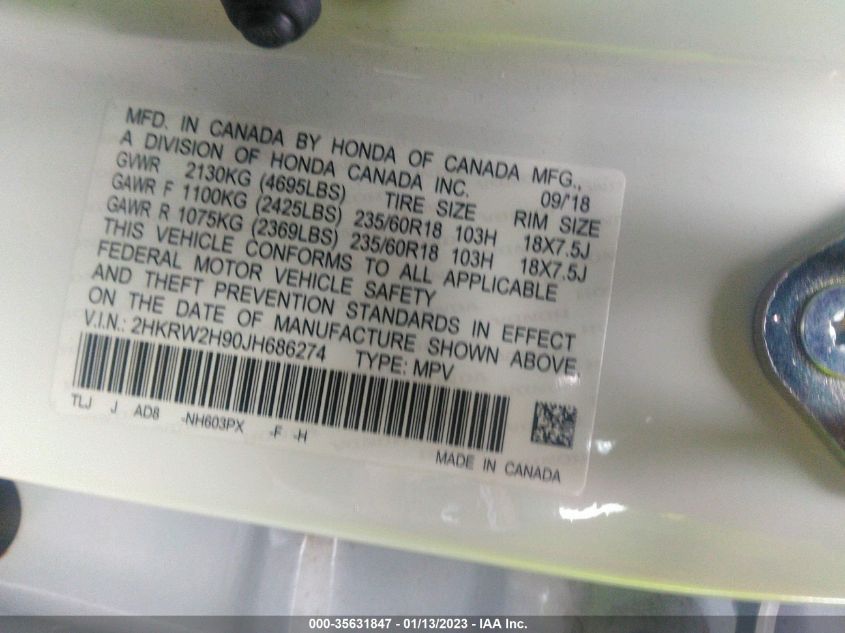 MFD. IN CANADA BY HONDA OF CANADA MFG.,
A DIVISION OF HONDA CANADA INC. 09/'18
GVWR 2130KG (4695LBS) TIRE SIZE RIM SIZE
GAWR F 1100KG (2425LBS) 235/60R18 103H 18X7.5J
GAWR R 1075KG (2369LBS) 235/60R18 103H 18X7.5J
THIS VEHICLE CONFORMS TO ALL APPLICABLE
FEDERAL MOTOR VEHICLE SAFETY
AND THEFT PREVENTION STANDARDS IN EFFECT
ON THE DATE OF MANUFACTURE SHOWN ABOVE.
V.I.N.: 2HKRW2H90JH686274 TYPE: MPV
TLJ J AD8 -NH603PX -F -H
MADE IN CANADA
000-35631847 - 01/13/2023 - IAA Inc.